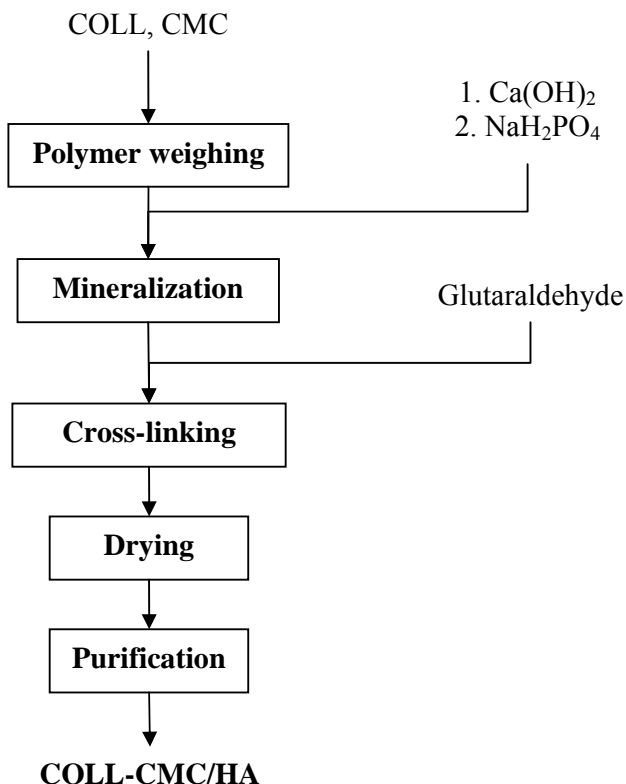 COLL, CMC
1. Ca(OH)₂
2. NaH₂PO₄
Polymer weighing
Mineralization
Glutaraldehyde
Cross-linking
Drying
Purification
COLL-CMC/HA